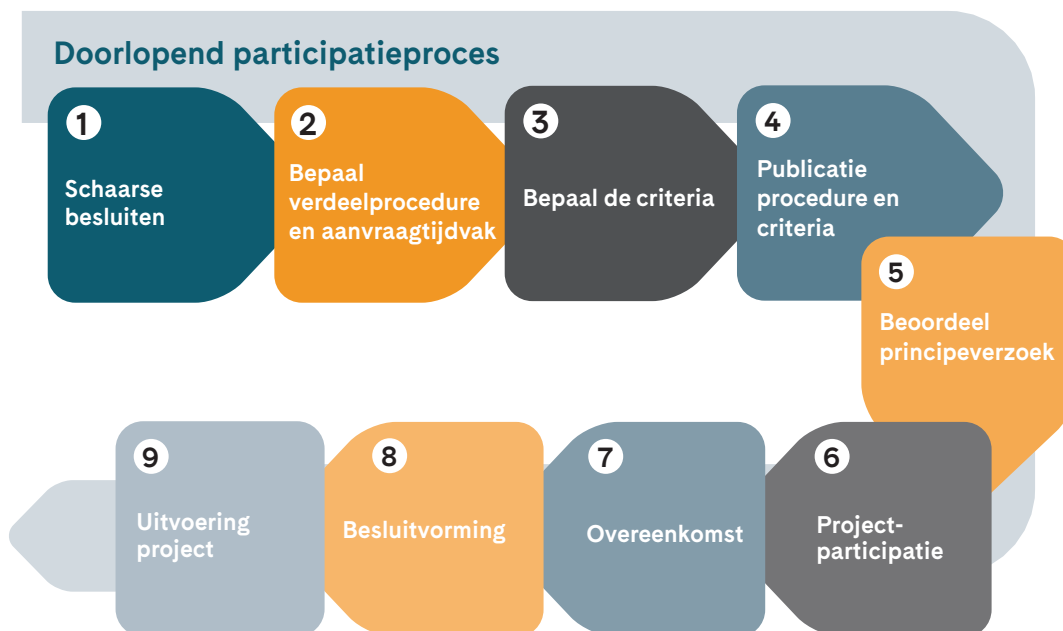 Doorlopend participatieproces
1
Schaarse
besluiten
2
Bepaal
verdeelprocedure
en aanvraagtijdvak
3
Bepaal de criteria
4
Publicatie
procedure en
criteria
5
Beoordeel
principeverzoek
6
Project-
participatie
7
Overeenkomst
8
Besluitvorming
9
Uitvoering
project